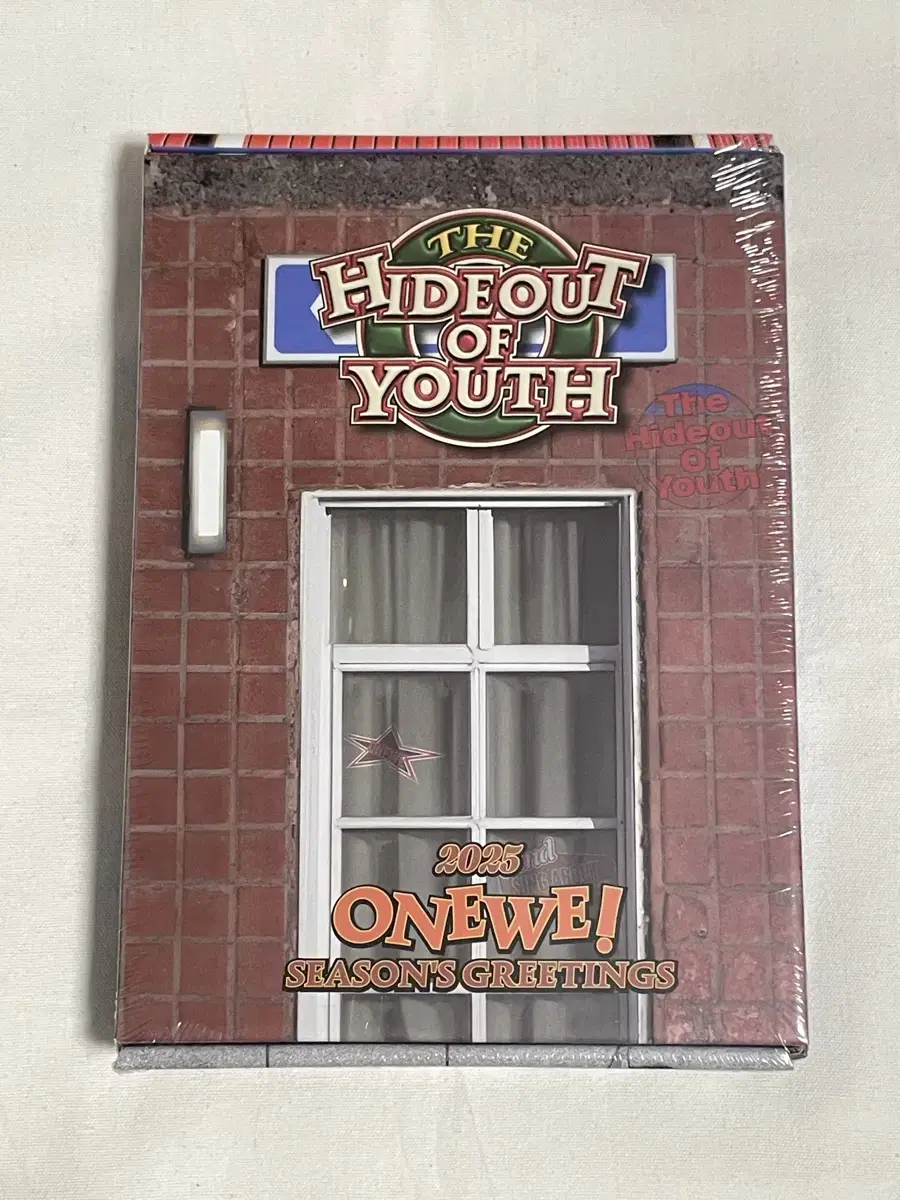 THE
HIDEOUT
OF
YOUTH
The
Hideout
Of
Youth
2025
ONEWE!
SEASON'S GREETINGS